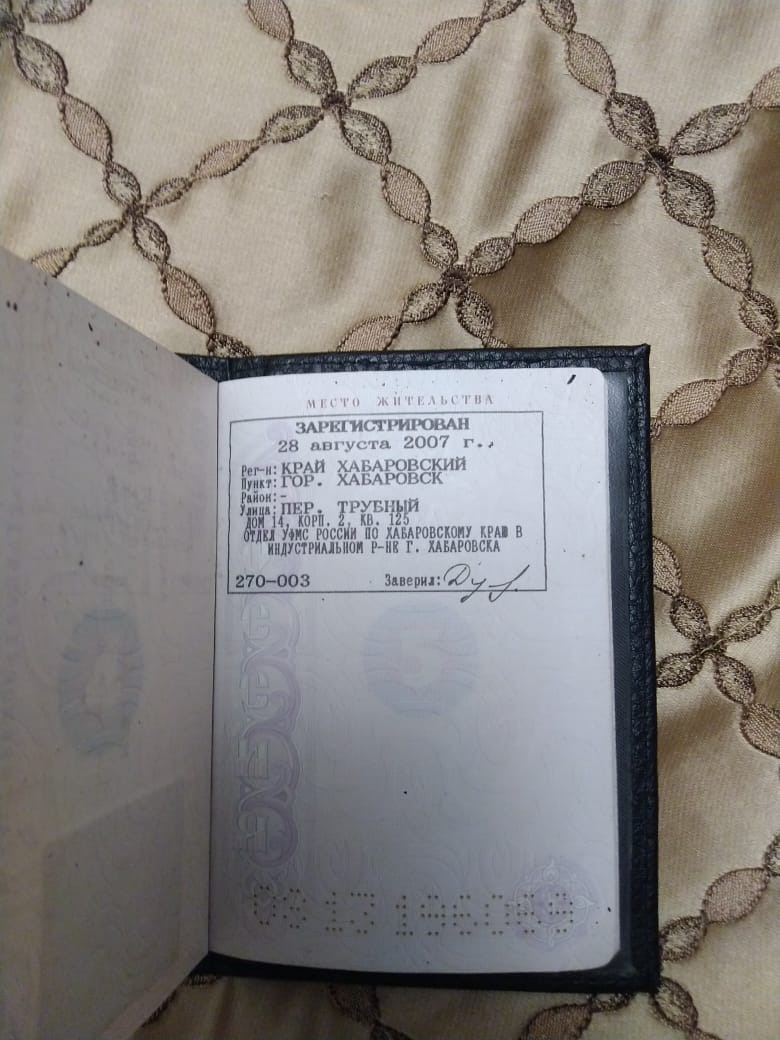 МЕСТО ЖИТЕЛЬСТВА
ЗАРЕГИСТРИРОВАН
28 августа 2007 г.,
Рег-н: КРАЙ ХАБАРОВСКИЙ
Пункт: ГОР. ХАБАРОВСК
Район: -
Улица: ПЕР. ТРУБНЫЙ
ДОМ 14, КОРП. 2, КВ. 125
ОТДЕЛ УФМС РОССИИ ПО ХАБАРОВСКОМУ КРАЮ В
ИНДУСТРИАЛЬНОМ Р-НЕ Г. ХАБАРОВСКА
270-003 Заверил: